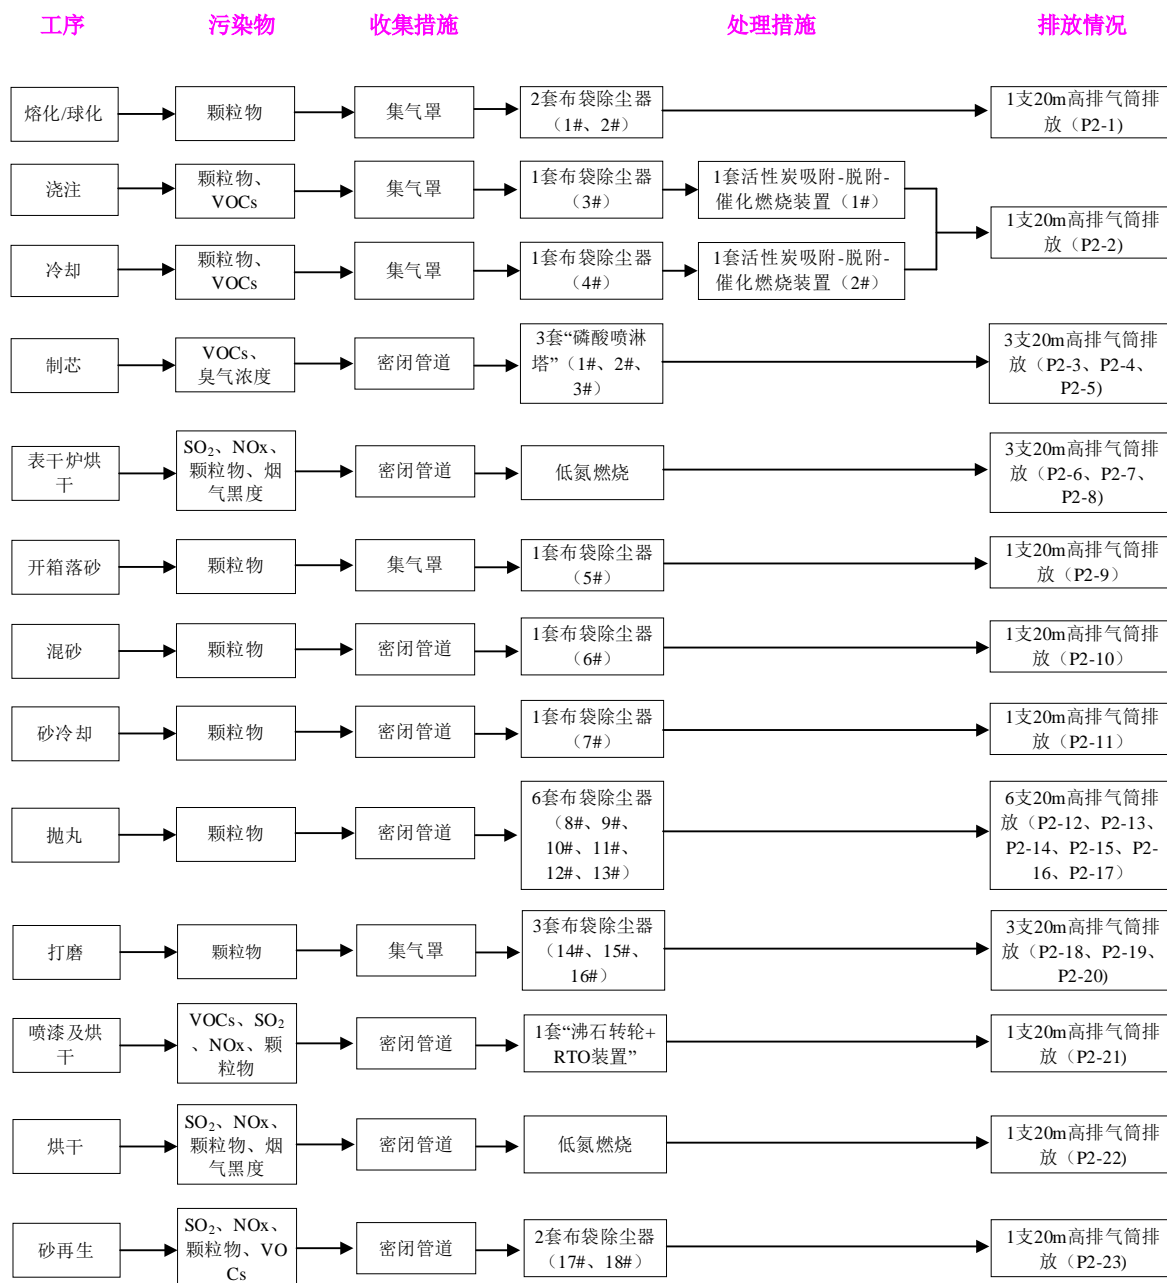 工序 污染物 收集措施 处理措施 排放情况
熔化/球化
颗粒物
集气罩
2套布袋除尘器
（1#、2#）
1支20m高排气筒排
放（P2-1)
浇注
颗粒物、
VOCs
集气罩
1套布袋除尘器
（3#）
1套活性炭吸附-脱附-
催化燃烧装置（1#）
1支20m高排气筒排
放（P2-2)
冷却
颗粒物、
VOCs
集气罩
1套布袋除尘器
（4#）
1套活性炭吸附-脱附-
催化燃烧装置（2#）
制芯
VOCs、
臭气浓度
密闭管道
3套“磷酸喷淋
塔”（1#、2#、
3#）
3支20m高排气筒排
放（P2-3、P2-4、
P2-5)
表干炉烘
干
SO₂、NOx、
颗粒物、烟
气黑度
密闭管道
低氮燃烧
3支20m高排气筒排
放（P2-6、P2-7、
P2-8)
开箱落砂
颗粒物
集气罩
1套布袋除尘器
（5#）
1支20m高排气筒排
放（P2-9）
混砂
颗粒物
密闭管道
1套布袋除尘器
（6#）
1支20m高排气筒排
放（P2-10）
砂冷却
颗粒物
密闭管道
1套布袋除尘器
（7#）
1支20m高排气筒排
放（P2-11）
抛丸
颗粒物
密闭管道
6套布袋除尘器
（8#、9#、
10#、11#、
12#、13#）
6支20m高排气筒排
放（P2-12、P2-13、
P2-14、P2-15、P2-
16、P2-17）
打磨
颗粒物
集气罩
3套布袋除尘器
（14#、15#、
16#）
3支20m高排气筒排
放（P2-18、P2-19、
P2-20)
喷漆及烘
干
VOCs、SO₂
、NOx、颗
粒物
密闭管道
1套“沸石转轮+
RTO装置”
1支20m高排气筒排
放（P2-21)
烘干
SO₂、NOx、
颗粒物、烟
气黑度
密闭管道
低氮燃烧
1支20m高排气筒排
放（P2-22)
砂再生
SO₂、NOx、
颗粒物、VO
Cs
密闭管道
2套布袋除尘器
（17#、18#）
1支20m高排气筒排
放（P2-23)